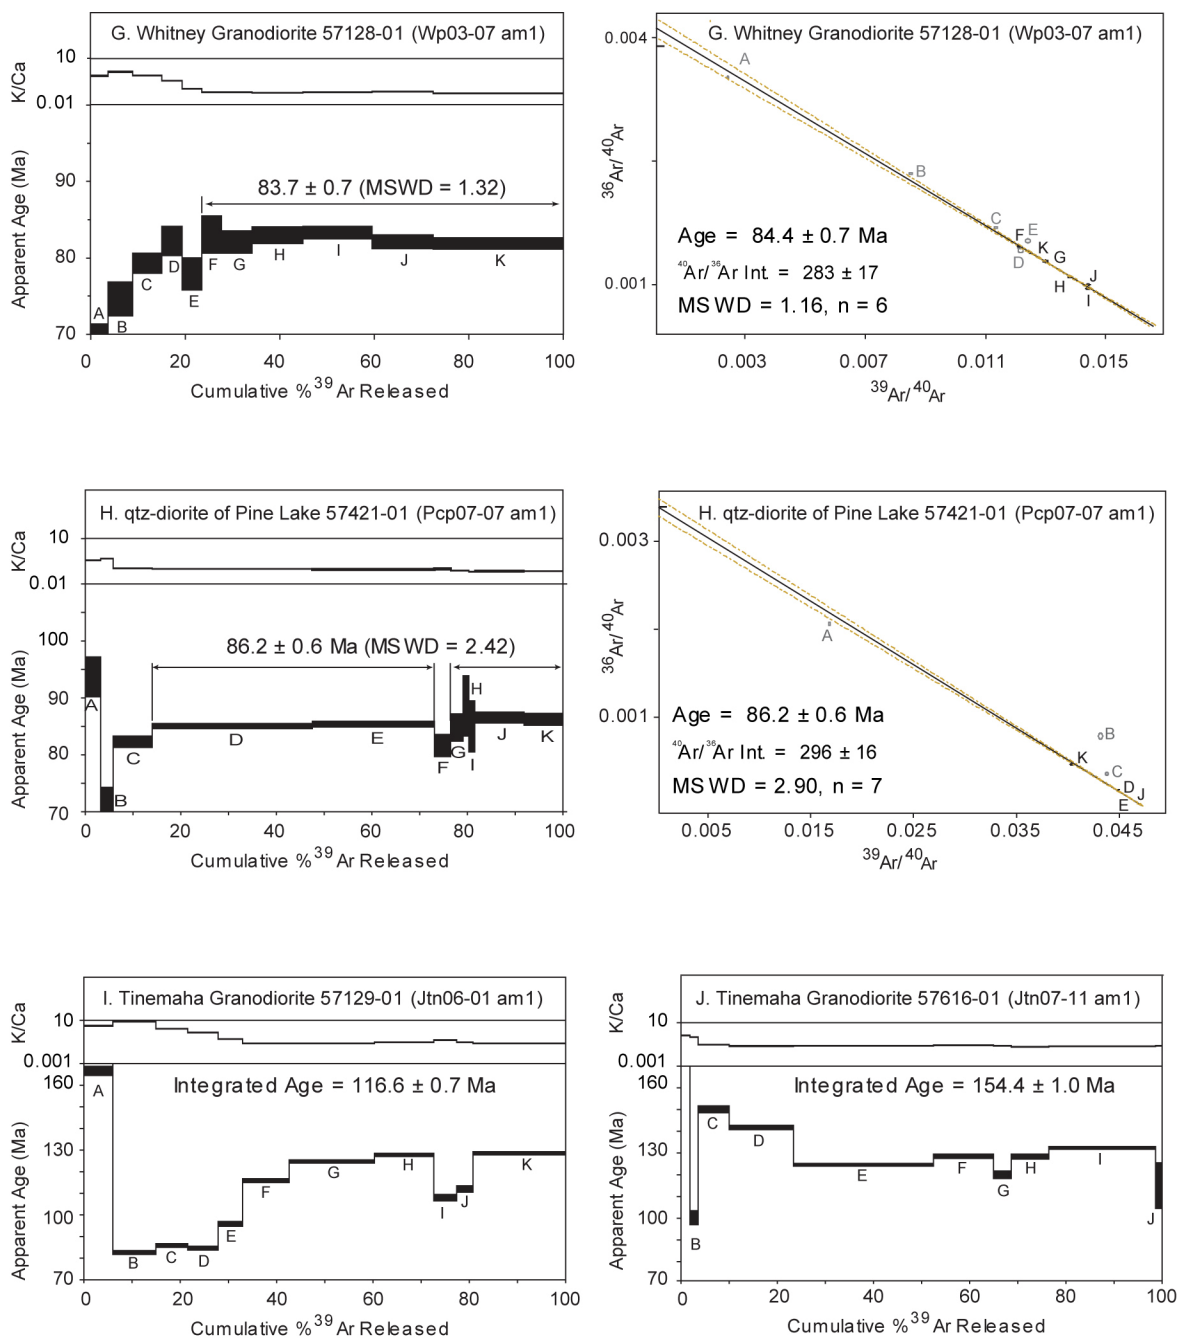 G. Whitney Granodiorite 57128-01 (Wp03-07 am1)
10
K/Ca
0.01
90
83.7 ± 0.7 (MSWD = 1.32)
Apparent Age (Ma)
80
70
A
B
C
D
E
F
G
H
I
J
K
0 20 40 60 80 100
Cumulative % 39 Ar Released
G. Whitney Granodiorite 57128-01 (Wp03-07 am1)
0.004
A
36Ar/40Ar
B
C
F
E
D
K
G
H
J
I
Age = 84.4 ± 0.7 Ma
40Ar/36Ar Int. = 283 ± 17
MSWD = 1.16, n = 6
0.001
0.003 0.007 0.011 0.015
39Ar/40Ar
H. qtz-diorite of Pine Lake 57421-01 (Pcp07-07 am1)
10
K/Ca
0.01
100
86.2 ± 0.6 Ma (MSWD = 2.42)
Apparent Age (Ma)
90
80
70
A
B
C
D
E
F
G
H
I
J
K
0 20 40 60 80 100
Cumulative % 39 Ar Released
H. qtz-diorite of Pine Lake 57421-01 (Pcp07-07 am1)
0.003
36Ar/40Ar
A
0.001
Age = 86.2 ± 0.6 Ma
40Ar/36Ar Int. = 296 ± 16
MSWD = 2.90, n = 7
B
K
C
D J
E
0.005 0.015 0.025 0.035 0.045
39Ar/40Ar
I. Tinemaha Granodiorite 57129-01 (Jtn06-01 am1)
10
K/Ca
0.001
160
Integrated Age = 116.6 ± 0.7 Ma
Apparent Age (Ma)
130
100
70
A
B
C
D
E
F
G
H
I
J
K
0 20 40 60 80 100
Cumulative % 39 Ar Released
J. Tinemaha Granodiorite 57616-01 (Jtn07-11 am1)
10
K/Ca
0.001
160
Integrated Age = 154.4 ± 1.0 Ma
Apparent Age (Ma)
130
100
70
B
C
D
E
F
G
H
I
J
0 20 40 60 80 100
Cumulative % 39 Ar Released